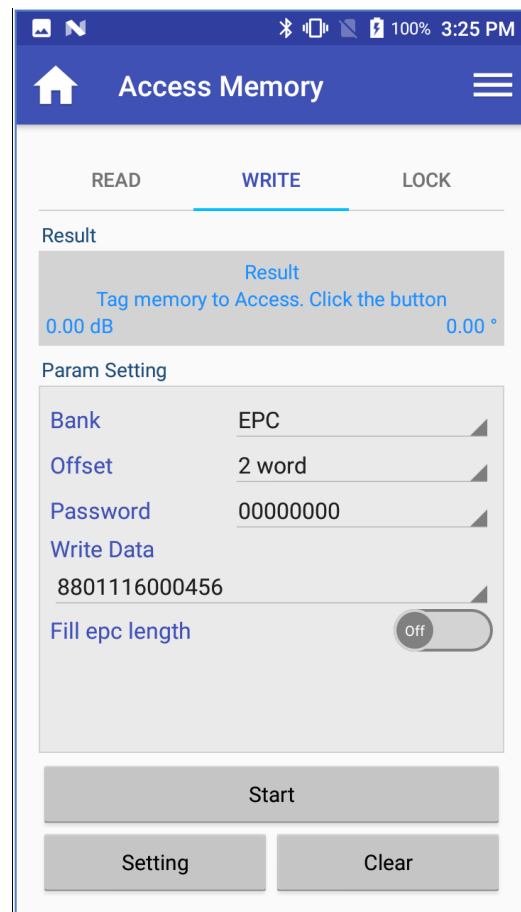 100% 3:25 PM
Access Memory
READ WRITE LOCK
Result
Result
Tag memory to Access. Click the button
0.00 dB 0.00 °
Param Setting
Bank EPC
Offset 2 word
Password 00000000
Write Data
8801116000456
Fill epc length Off
Start
Setting Clear